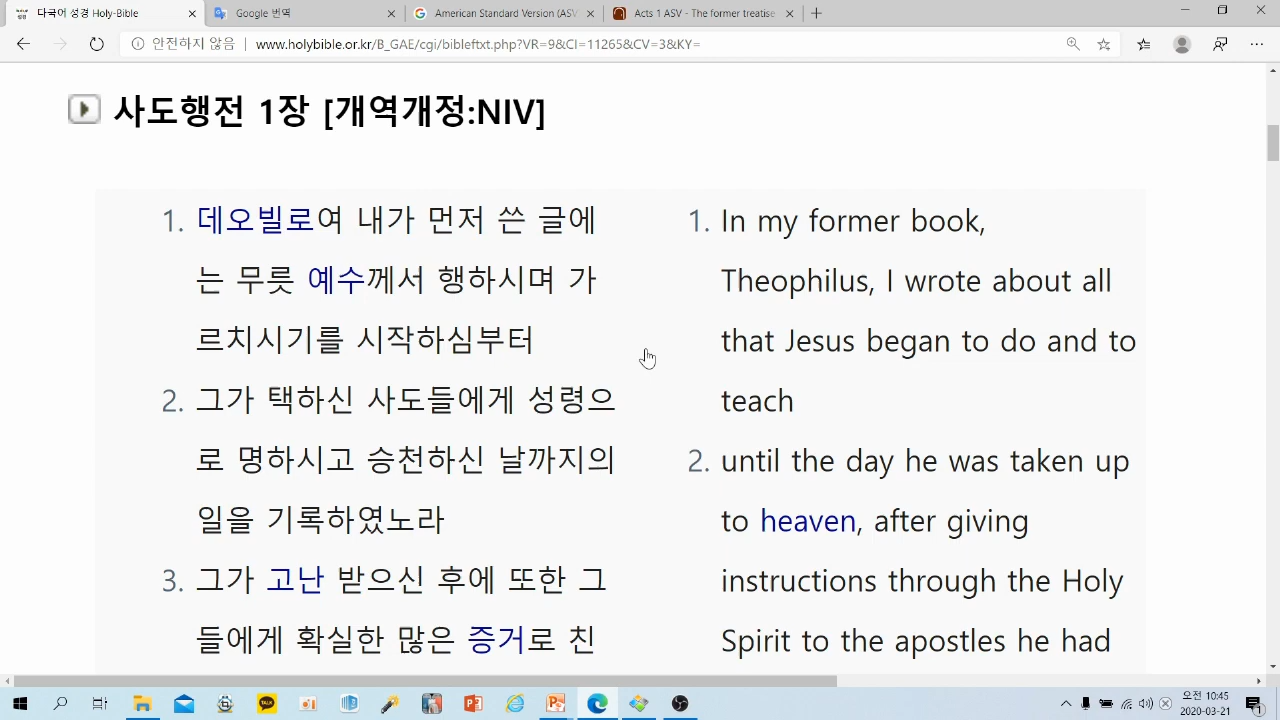 다국어 성경 Holy-Bible
Google 번역
American Standard Version (ASV
Acts 1 ASV - The former treatise
안전하지 않음
www.holybible.or.kr/B_GAE/cgi/bibleftxt.php?VR=9&CI=11265&CV=3&KY=
사도행전 1장 [개역개정:NIV]
1. 데오빌로여 내가 먼저 쓴 글에
는 무릇 예수께서 행하시며 가
르치시기를 시작하심부터
2. 그가 택하신 사도들에게 성령으
로 명하시고 승천하신 날까지의
일을 기록하였노라
3. 그가 고난 받으신 후에 또한 그
들에게 확실한 많은 증거로 친
1. In my former book,
Theophilus, I wrote about all
that Jesus began to do and to
teach
2. until the day he was taken up
to heaven, after giving
instructions through the Holy
Spirit to the apostles he had
오전 10:45
2020-03-21